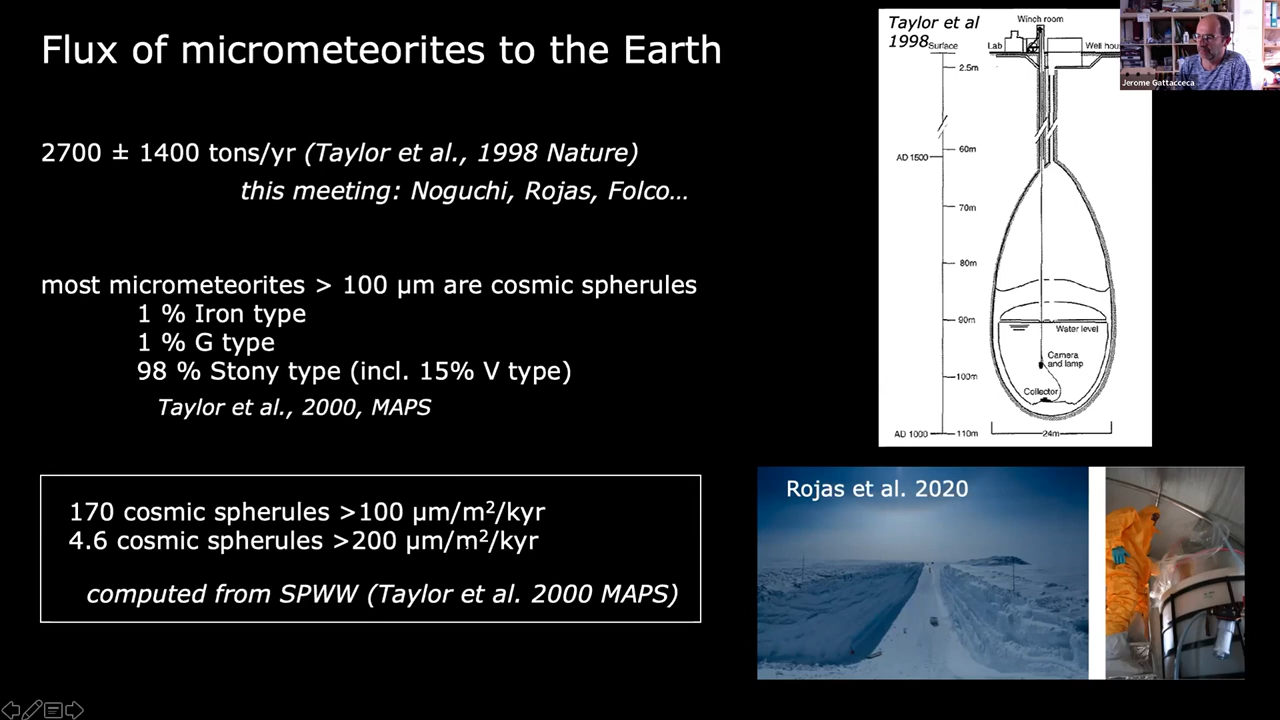 Flux of micrometeorites to the Earth
2700 ± 1400 tons/yr (Taylor et al., 1998 Nature)
this meeting: Noguchi, Rojas, Folco…
most micrometeorites > 100 µm are cosmic spherules
1 % Iron type
1 % G type
98 % Stony type (incl. 15% V type)
Taylor et al., 2000, MAPS
170 cosmic spherules >100 µm/m²/kyr
4.6 cosmic spherules >200 µm/m²/kyr
computed from SPWW (Taylor et al. 2000 MAPS)
Taylor et al
1998
Winch room
Surface
Lab
Well hou
2.5m
60m
AD 1500
70m
80m
90m
Water level
Camera
and lamp
100m
Collector
AD 1000
110m
24m
Jerome Gattacceca
Rojas et al. 2020